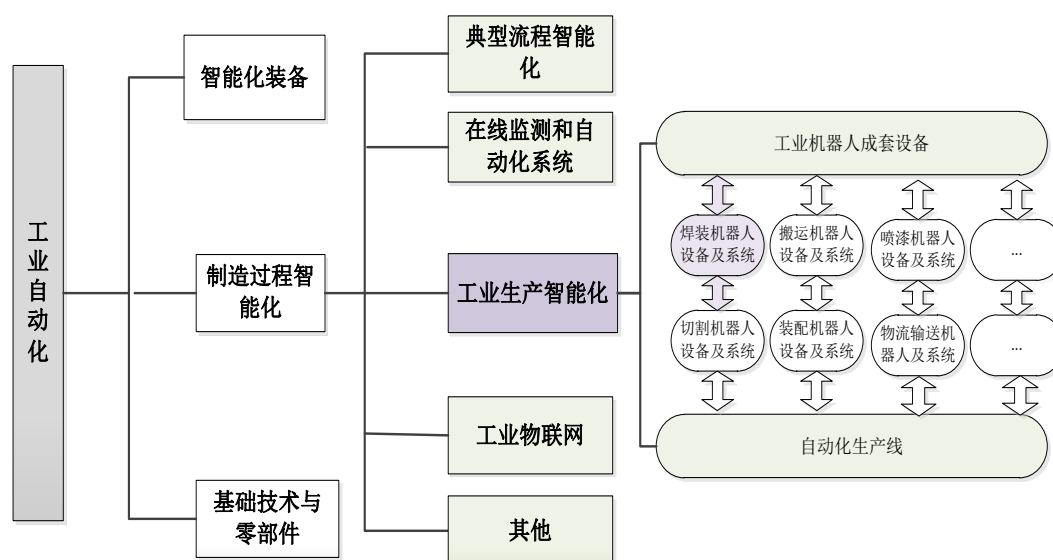 工
业
自
动
化
智能化装备
制造过程智
能化
基础技术与
零部件
典型流程智能
化
在线监测和自
动化系统
工业生产智能化
工业物联网
其他
工业机器人成套设备
焊装机器人
设备及系统
搬运机器人
设备及系统
喷漆机器人
设备及系统
...
切割机器人
设备及系统
装配机器人
设备及系统
物流输送机
器人及系统
...
自动化生产线